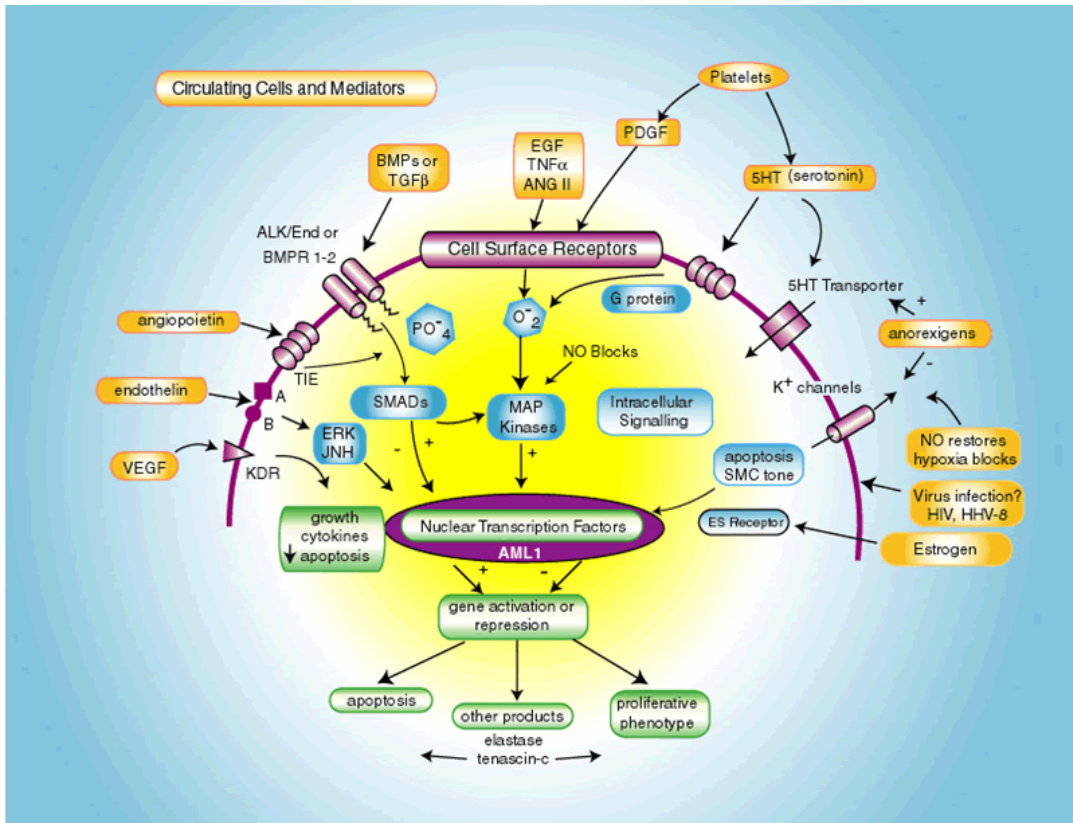 Circulating Cells and Mediators
Platelets
PDGF
EGF
TNFα
ANG II
BMPs or
TGFβ
5HT (serotonin)
ALK/End or
BMPR 1-2
Cell Surface Receptors
5HT Transporter
G protein
+
anorexigens
-
angiopoietin
TIE
PO⁻₄
O⁻₂
NO Blocks
K⁺ channels
endothelin
A
B
SMADs
MAP
Kinases
Intracellular
Signalling
ERK
JNH
-
+
+
VEGF
KDR
apoptosis
SMC tone
NO restores
hypoxia blocks
Virus infection?
HIV, HHV-8
growth
cytokines
↓ apoptosis
Nuclear Transcription Factors
AML1
ES Receptor
Estrogen
+
-
gene activation or
repression
apoptosis
other products
proliferative
phenotype
elastase
tenascin-c